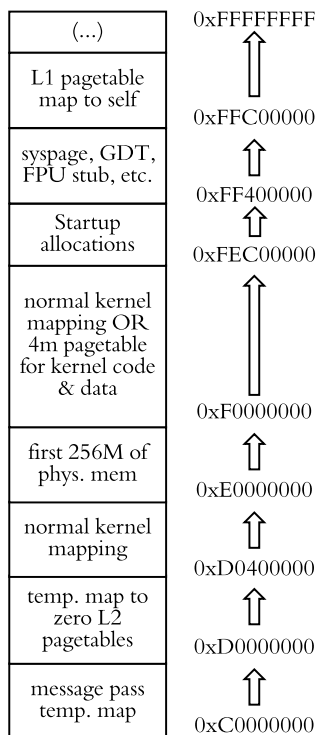 (...)
0xFFFFFFFF
L1 pagetable
map to self
0xFFC00000
syspage, GDT,
FPU stub, etc.
0xFF400000
Startup
allocations
0xFEC00000
normal kernel
mapping OR
4m pagetable
for kernel code
& data
0xF0000000
first 256M of
phys. mem
0xE0000000
normal kernel
mapping
0xD0400000
temp. map to
zero L2
pagetables
0xD0000000
message pass
temp. map
0xC0000000